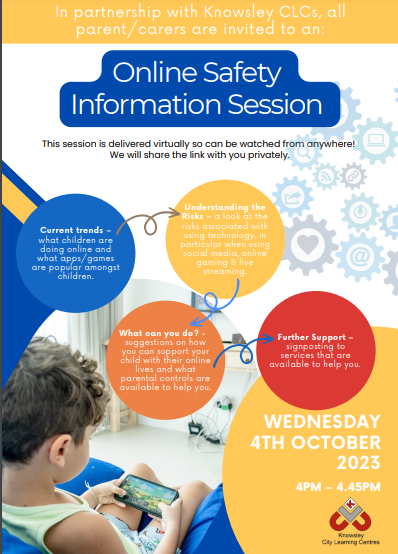 In partnership with Knowsley CLCs, all
parent/carers are invited to an:
Online Safety
Information Session
This session is delivered virtually so can be watched from anywhere!
We will share the link with you privately.
Current trends –
what children are
doing online and
what apps/games
are popular amongst
children.
Understanding the
Risks – a look at the
risks associated with
using technology, in
particular when using
social media, online
gaming & live
streaming.
What can you do? -
suggestions on how
you can support your
child with their online
lives and what
parental controls are
available to help you.
Further Support –
signposting to
services that are
available to help you.
WEDNESDAY
4TH OCTOBER
2023
4PM – 4.45PM
Knowsley
City Learning Centres